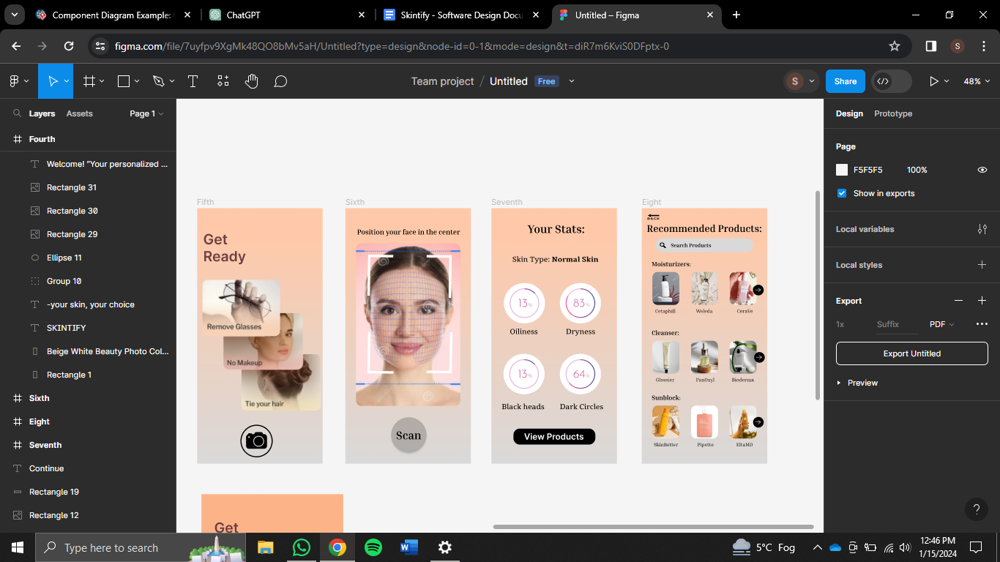 Component Diagram Example:
ChatGPT
Skintify - Software Design Docu
Untitled – Figma
figma.com/file/7uyfpv9XgMk48QO8bMv5aH/Untitled?type=design&node-id=0-1&mode=design&t=diR7m6KviS0DFptx-0
S
Team project / Untitled Free
S
Share
48%
Layers
Assets
Page 1
Fourth
Welcome! “Your personalized ...
Rectangle 31
Rectangle 30
Rectangle 29
Ellipse 11
Group 10
-your skin, your choice
SKINTIFY
Beige White Beauty Photo Col...
Rectangle 1
Sixth
Eight
Seventh
Continue
Rectangle 19
Rectangle 12
Fifth
Get
Ready
Remove Glasses
No Makeup
Tie your hair
Sixth
Position your face in the center
Scan
Seventh
Your Stats:
Skin Type: Normal Skin
13%
83%
Oiliness
Dryness
13%
64%
Black heads
Dark Circles
View Products
Eight
BACK
Recommended Products:
Search Products
Moisturizers:
Cetaphill
Weleda
CeraVe
Cleanser:
Glossier
PanOxyl
Bioderma
Sunblock:
SkinBetter
Pipette
EltaMD
Get
Design
Prototype
Page
F5F5F5
100%
Show in exports
Local variables
Local styles
Export
1x
Suffix
PDF
Export Untitled
Preview
?
Type here to search
5°C Fog
12:46 PM
1/15/2024